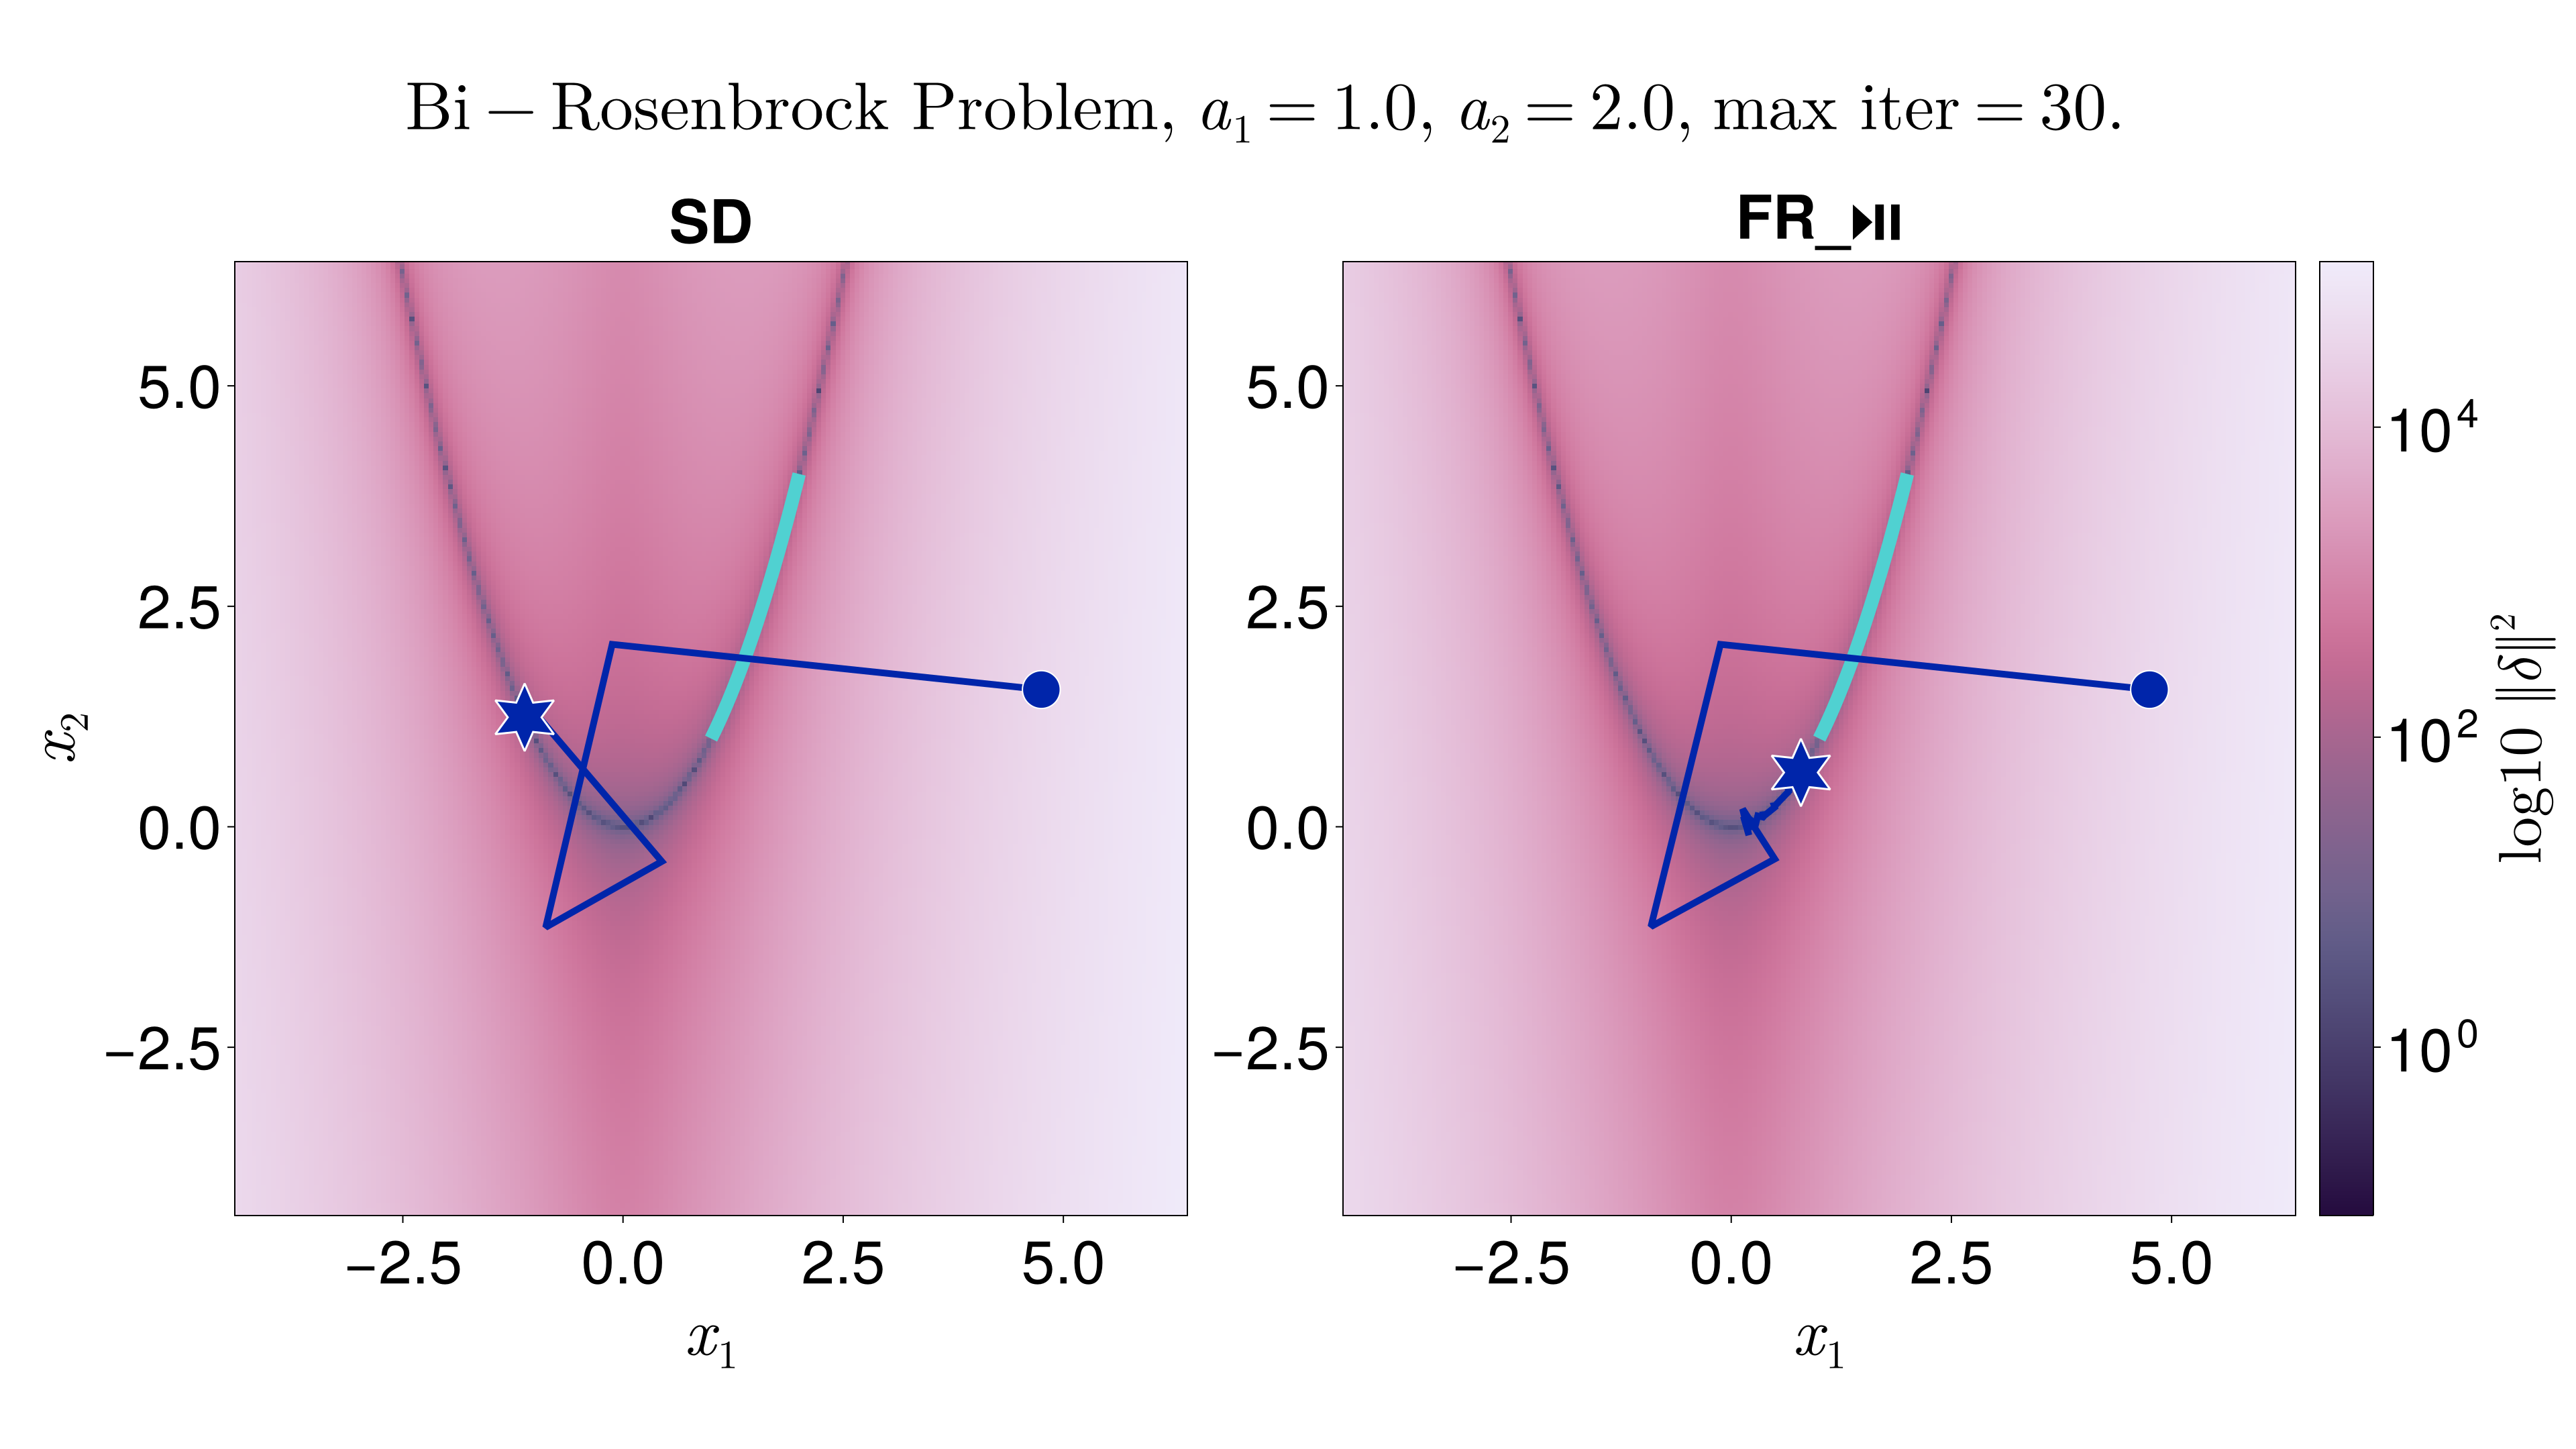 Bi − Rosenbrock Problem, a₁ = 1.0, a₂ = 2.0, max iter = 30.
SD
FR_⏯
x₂
5.0
2.5
0.0
−2.5
−2.5 0.0 2.5 5.0
x₁
5.0
2.5
0.0
−2.5
−2.5 0.0 2.5 5.0
x₁
10⁴
10²
10⁰
log10 ‖δ‖²